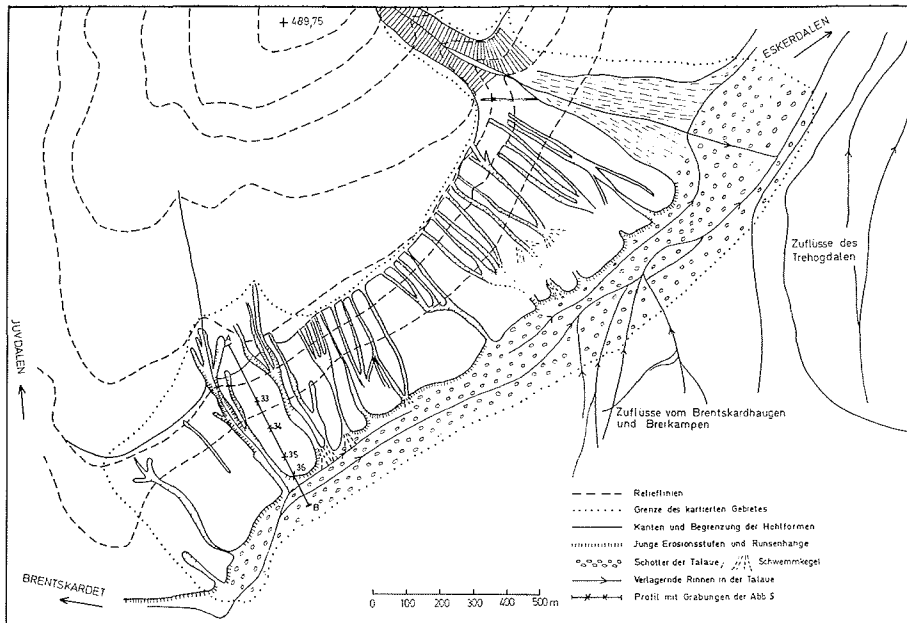 + 489,75
ESKERDALEN
Zuflüsse des
Trehogdalen
JUVDALEN
33
34
35
36
B
Zuflüsse vom Brentskardhaugen
und Breikampen
BRENTSKARDET
0 100 200 300 400 500 m
Relieflinien
Grenze des kartierten Gebietes
Kanten und Begrenzung der Hohlformen
Junge Erosionsstufen und Runsenhänge
Schotter der Talaue, Schwemmkegel
Verlagernde Rinnen in der Talaue
Profil mit Grabungen der Abb 5